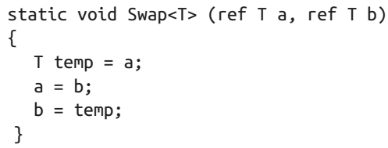 static void Swap<T> (ref T a, ref T b)
{
   T temp = a;
   a = b;
   b = temp;
 }